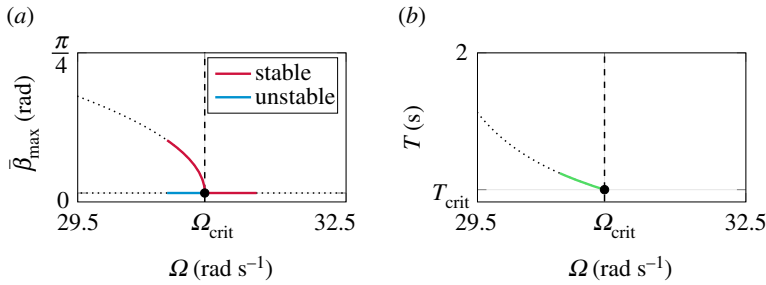 (a)
π/4
β̄max (rad)
0
stable
unstable
29.5
Ωcrit
32.5
Ω (rad s–1)
(b)
2
T (s)
Tcrit
29.5
Ωcrit
32.5
Ω (rad s–1)